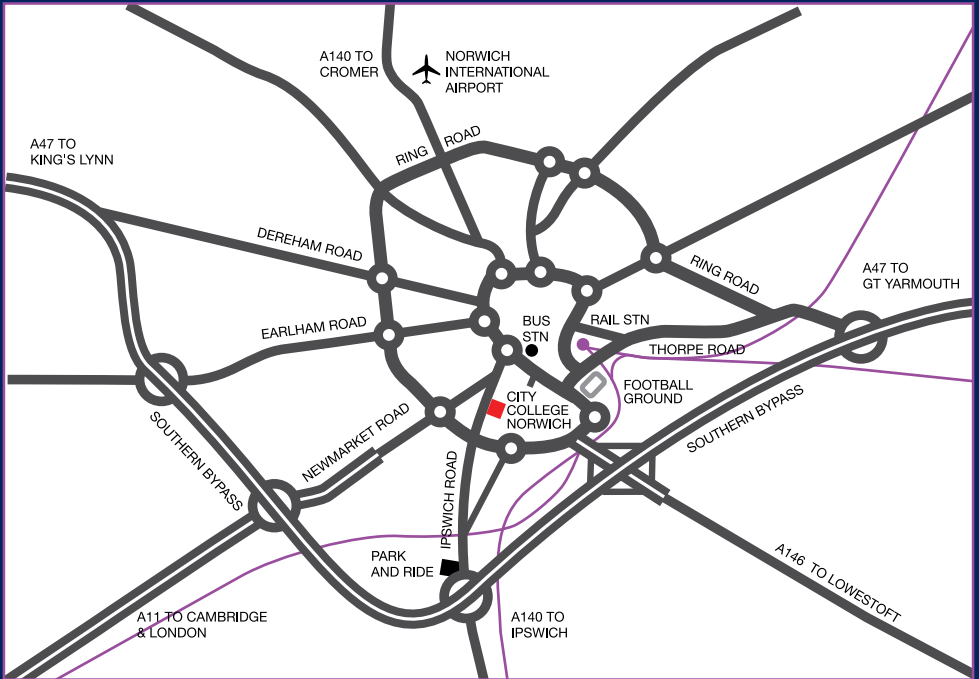 A140 TO
CROMER
NORWICH
INTERNATIONAL
AIRPORT
RING ROAD
A47 TO
KING'S LYNN
DEREHAM ROAD
RING ROAD
A47 TO
GT YARMOUTH
EARLHAM ROAD
BUS
STN
RAIL STN
THORPE ROAD
FOOTBALL
GROUND
CITY
COLLEGE
NORWICH
SOUTHERN BYPASS
NEWMARKET ROAD
SOUTHERN BYPASS
IPSWICH ROAD
PARK
AND RIDE
A146 TO LOWESTOFT
A11 TO CAMBRIDGE
& LONDON
A140 TO
IPSWICH